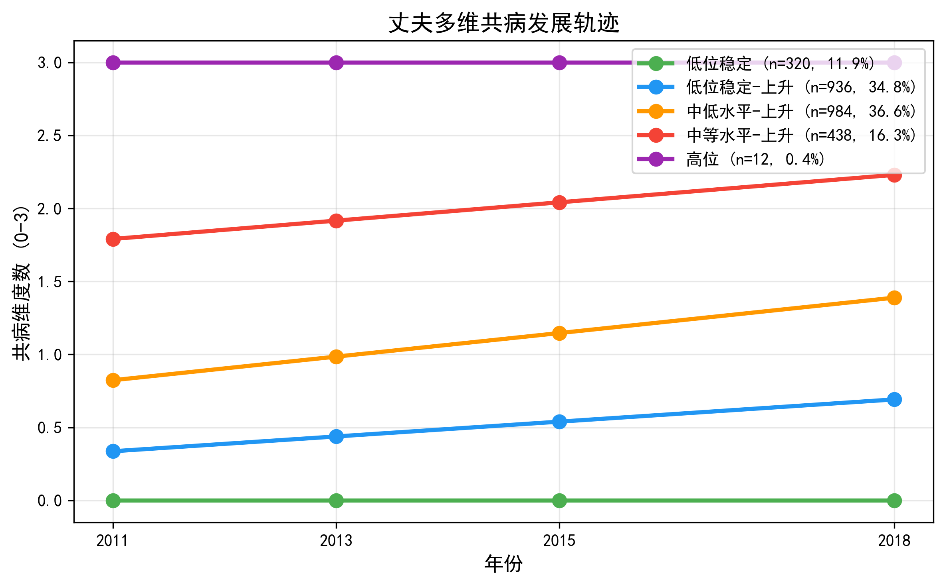 丈夫多维共病发展轨迹
低位稳定 (n=320, 11.9%)
低位稳定-上升 (n=936, 34.8%)
中低水平-上升 (n=984, 36.6%)
中等水平-上升 (n=438, 16.3%)
高位 (n=12, 0.4%)
共病维度数 (0-3)
3.0
2.5
2.0
1.5
1.0
0.5
0.0
2011
2013
2015
2018
年份